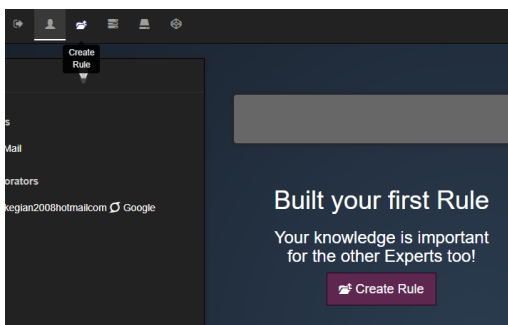 Create
Rule
s
Mail
orators
kegian2008hotmailcom Google
Built your first Rule
Your knowledge is important
for the other Experts too!
Create Rule